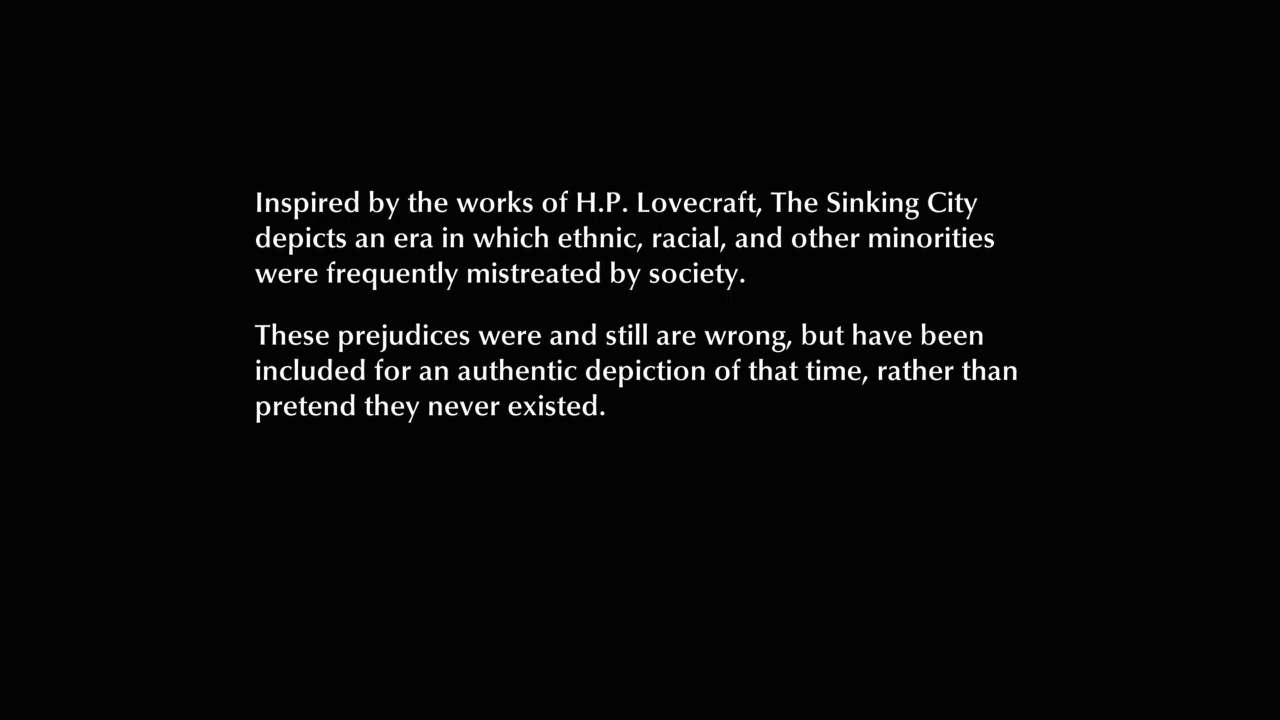 Inspired by the works of H.P. Lovecraft, The Sinking City
depicts an era in which ethnic, racial, and other minorities
were frequently mistreated by society.
These prejudices were and still are wrong, but have been
included for an authentic depiction of that time, rather than
pretend they never existed.